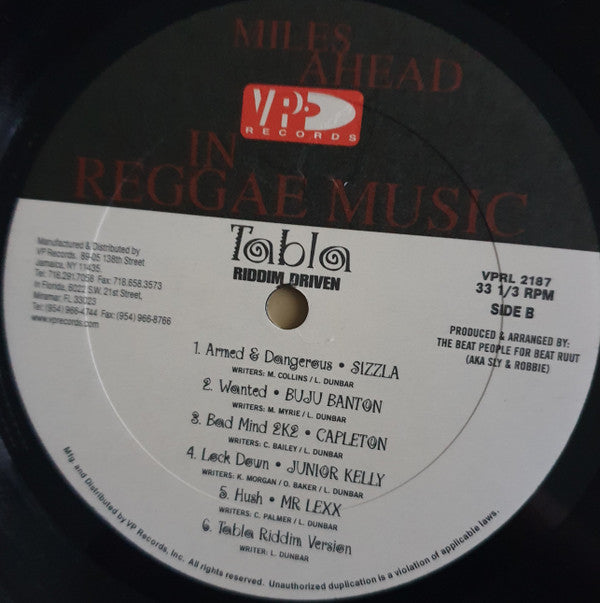 MILES
AHEAD
VP
RECORDS
IN
REGGAE MUSIC
Tabla
RIDDIM DRIVEN
Manufactured & Distributed by
VP Records. 89-05 138th Street
Jamaica, NY 11435.
Tel: 718.291.7058 Fax: 718.658.3573
In Florida, 6022 S.W. 21st Street,
Miramar, FL 33023
Tel (954) 966-4744 Fax (954) 966-8766
www.vprecords.com
VPRL 2187
33 1/3 RPM
SIDE B
PRODUCED & ARRANGED BY:
THE BEAT PEOPLE FOR BEAT RUUT
(AKA SLY & ROBBIE)
1. Armed & Dangerous • SIZZLA
WRITERS: M. COLLINS / L. DUNBAR
2. Wanted • BUJU BANTON
WRITERS: M. MYRIE / L. DUNBAR
3. Bad Mind 2K2 • CAPLETON
WRITERS: C. BAILEY / L. DUNBAR
4. Lock Down • JUNIOR KELLY
WRITERS: K. MORGAN / O. BAKER / L. DUNBAR
5. Hush • MR LEXX
WRITERS: C. PALMER / L. DUNBAR
6. Tabla Riddim Version
WRITER: L. DUNBAR
Mfg and Distributed by VP Records, Inc. All rights reserved. Unauthorized duplication is a violation of applicable laws.